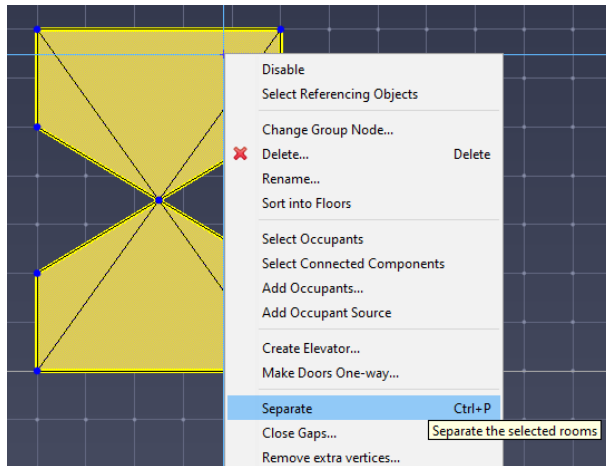 Disable
Select Referencing Objects
Change Group Node...
Delete... Delete
Rename...
Sort into Floors
Select Occupants
Select Connected Components
Add Occupants...
Add Occupant Source
Create Elevator...
Make Doors One-way...
Separate Ctrl+P
Separate the selected rooms
Close Gaps...
Remove extra vertices...